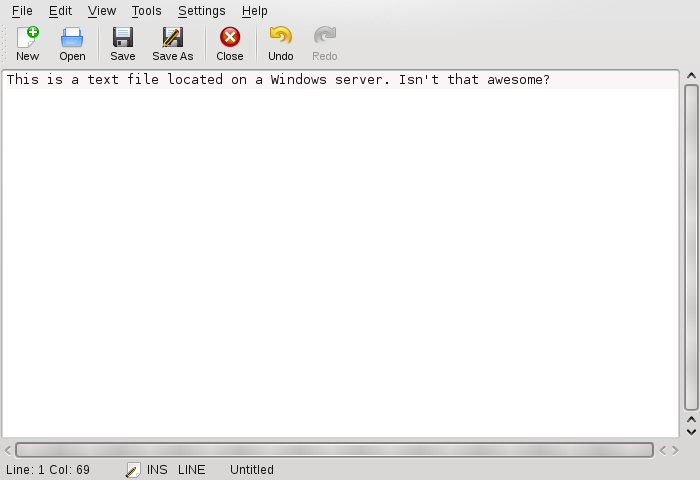 File Edit View Tools Settings Help
New Open Save Save As Close Undo Redo
This is a text file located on a Windows server. Isn't that awesome?
Line: 1 Col: 69 INS LINE Untitled